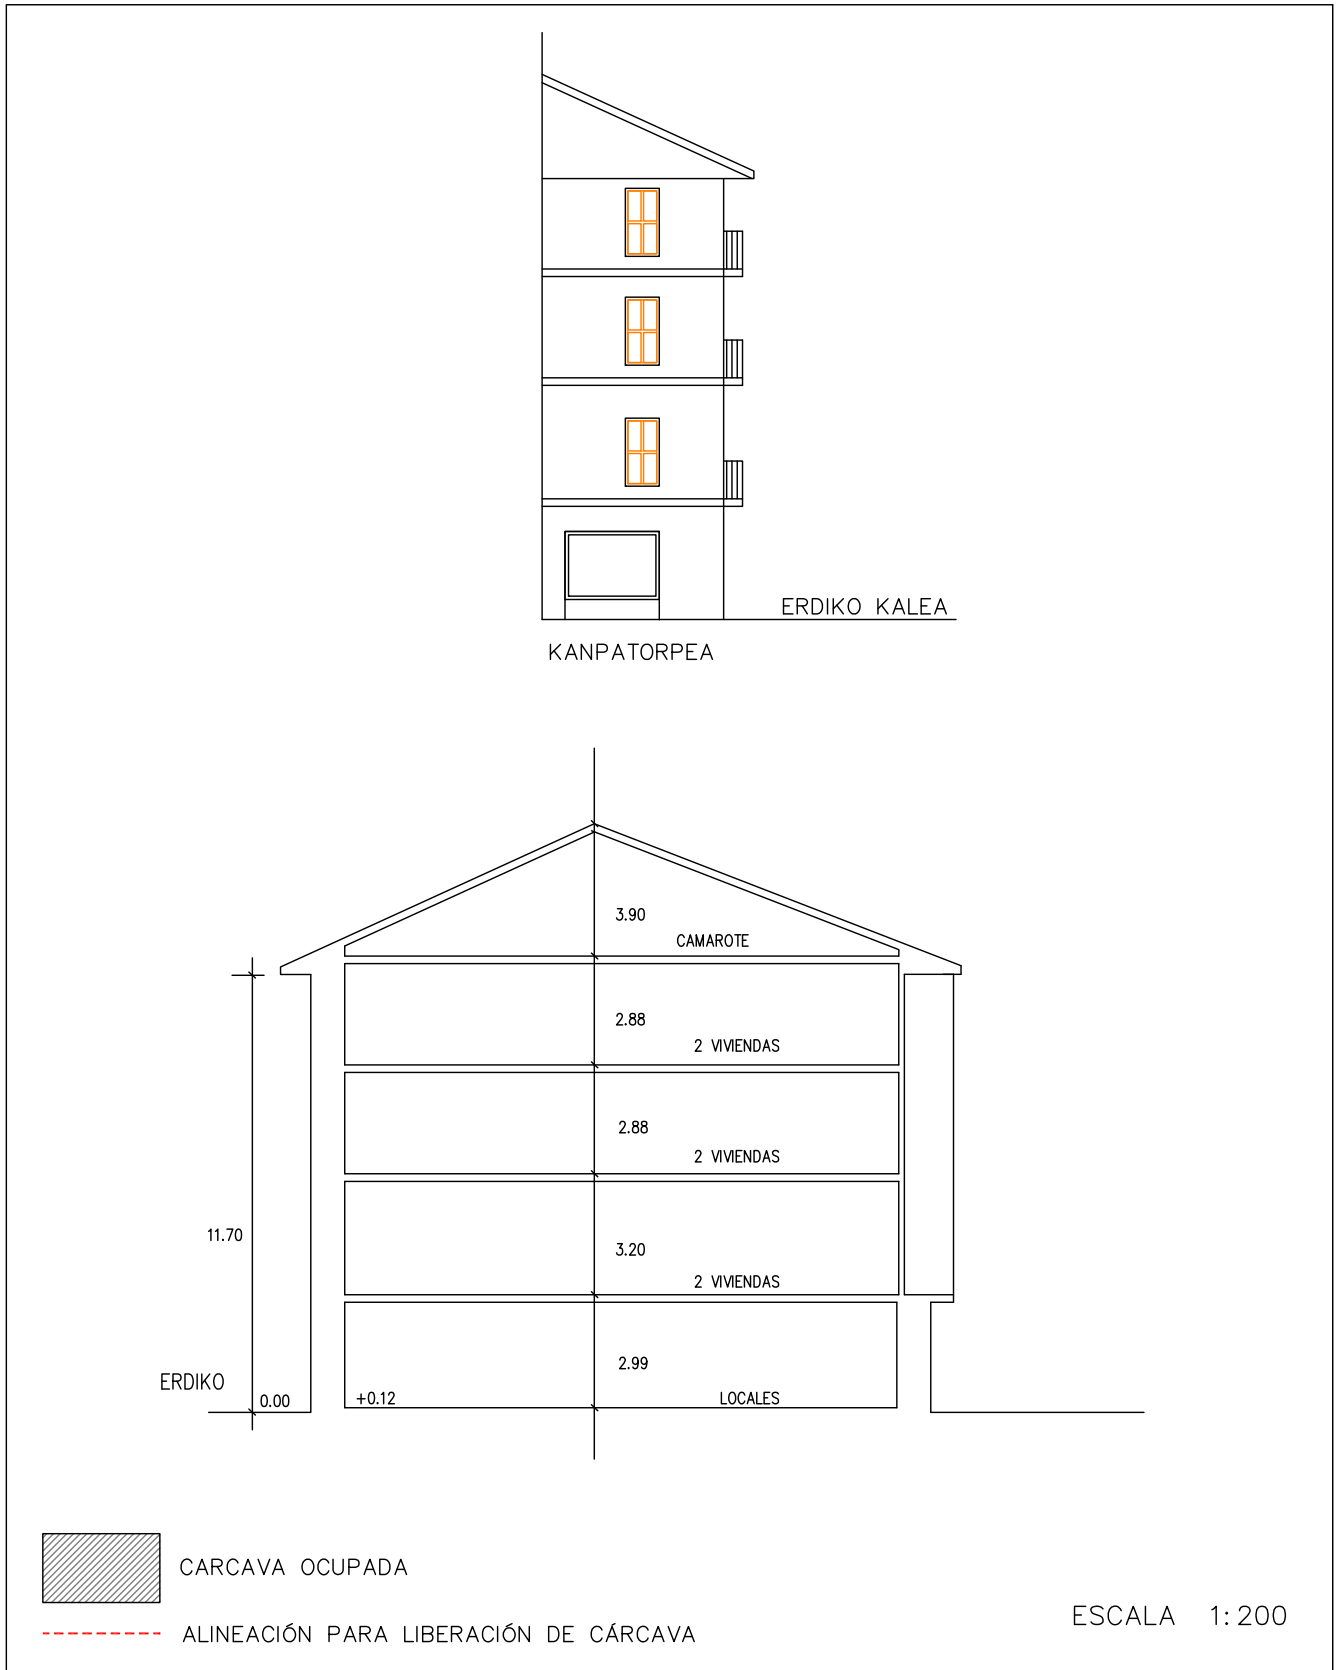 ERDIKO KALEA
KANPATORPEA
3.90
CAMAROTE
2.88
2 VIVIENDAS
2.88
2 VIVIENDAS
11.70
3.20
2 VIVIENDAS
2.99
ERDIKO
0.00
+0.12
LOCALES
CARCAVA OCUPADA
ESCALA 1:200
ALINEACIÓN PARA LIBERACIÓN DE CÁRCAVA